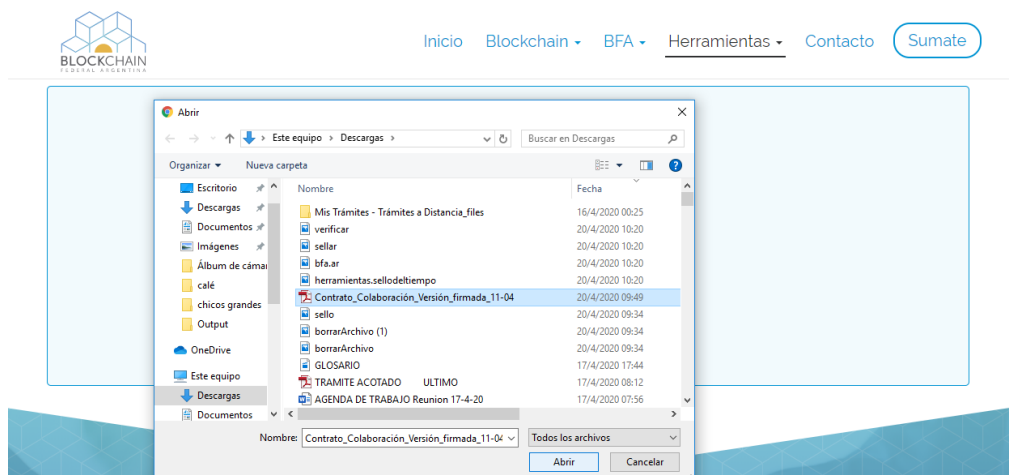 BLOCKCHAIN
FEDERAL ARGENTINA
Inicio Blockchain BFA Herramientas Contacto Sumate
Abrir
Este equipo > Descargas >
Buscar en Descargas
Organizar Nueva carpeta
Escritorio
Descargas
Documentos
Imágenes
Álbum de cámar
calé
chicos grandes
Output
OneDrive
Este equipo
Descargas
Documentos
Nombre Fecha
Mis Trámites - Trámites a Distancia_files 16/4/2020 00:25
verificar 20/4/2020 10:20
sellar 20/4/2020 10:20
bfa.ar 20/4/2020 10:20
herramientas.sellodeltiempo 20/4/2020 10:20
Contrato_Colaboración_Versión_firmada_11-04 20/4/2020 09:49
sello 20/4/2020 09:34
borrarArchivo (1) 20/4/2020 09:34
borrarArchivo 20/4/2020 09:34
GLOSARIO 17/4/2020 17:44
TRAMITE ACOTADO ULTIMO 17/4/2020 08:12
AGENDA DE TRABAJO Reunion 17-4-20 17/4/2020 07:56
Nombre: Contrato_Colaboración_Versión_firmada_11-04 Todos los archivos
Abrir Cancelar